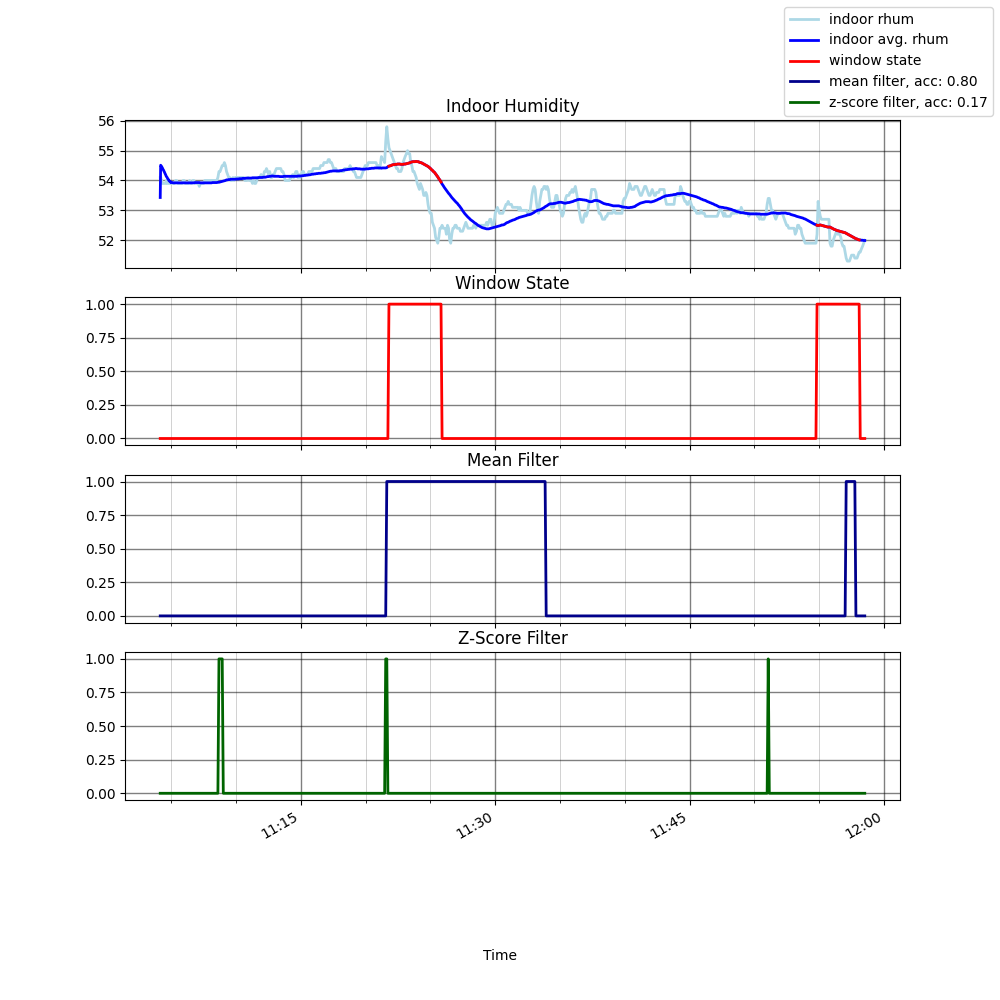 indoor rhum
indoor avg. rhum
window state
mean filter, acc: 0.80
z-score filter, acc: 0.17
Indoor Humidity
56
55
54
53
52
Window State
1.00
0.75
0.50
0.25
0.00
Mean Filter
1.00
0.75
0.50
0.25
0.00
Z-Score Filter
1.00
0.75
0.50
0.25
0.00
11:15 11:30 11:45 12:00
Time